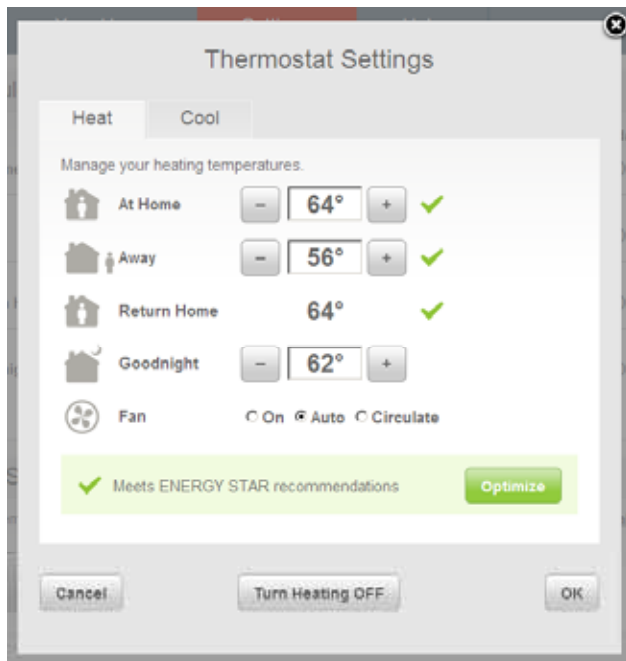 Thermostat Settings
Heat Cool
Manage your heating temperatures.
At Home - 64° +
Away - 56° +
Return Home 64°
Goodnight - 62° +
Fan On Auto Circulate
Meets ENERGY STAR recommendations Optimize
Cancel Turn Heating OFF OK